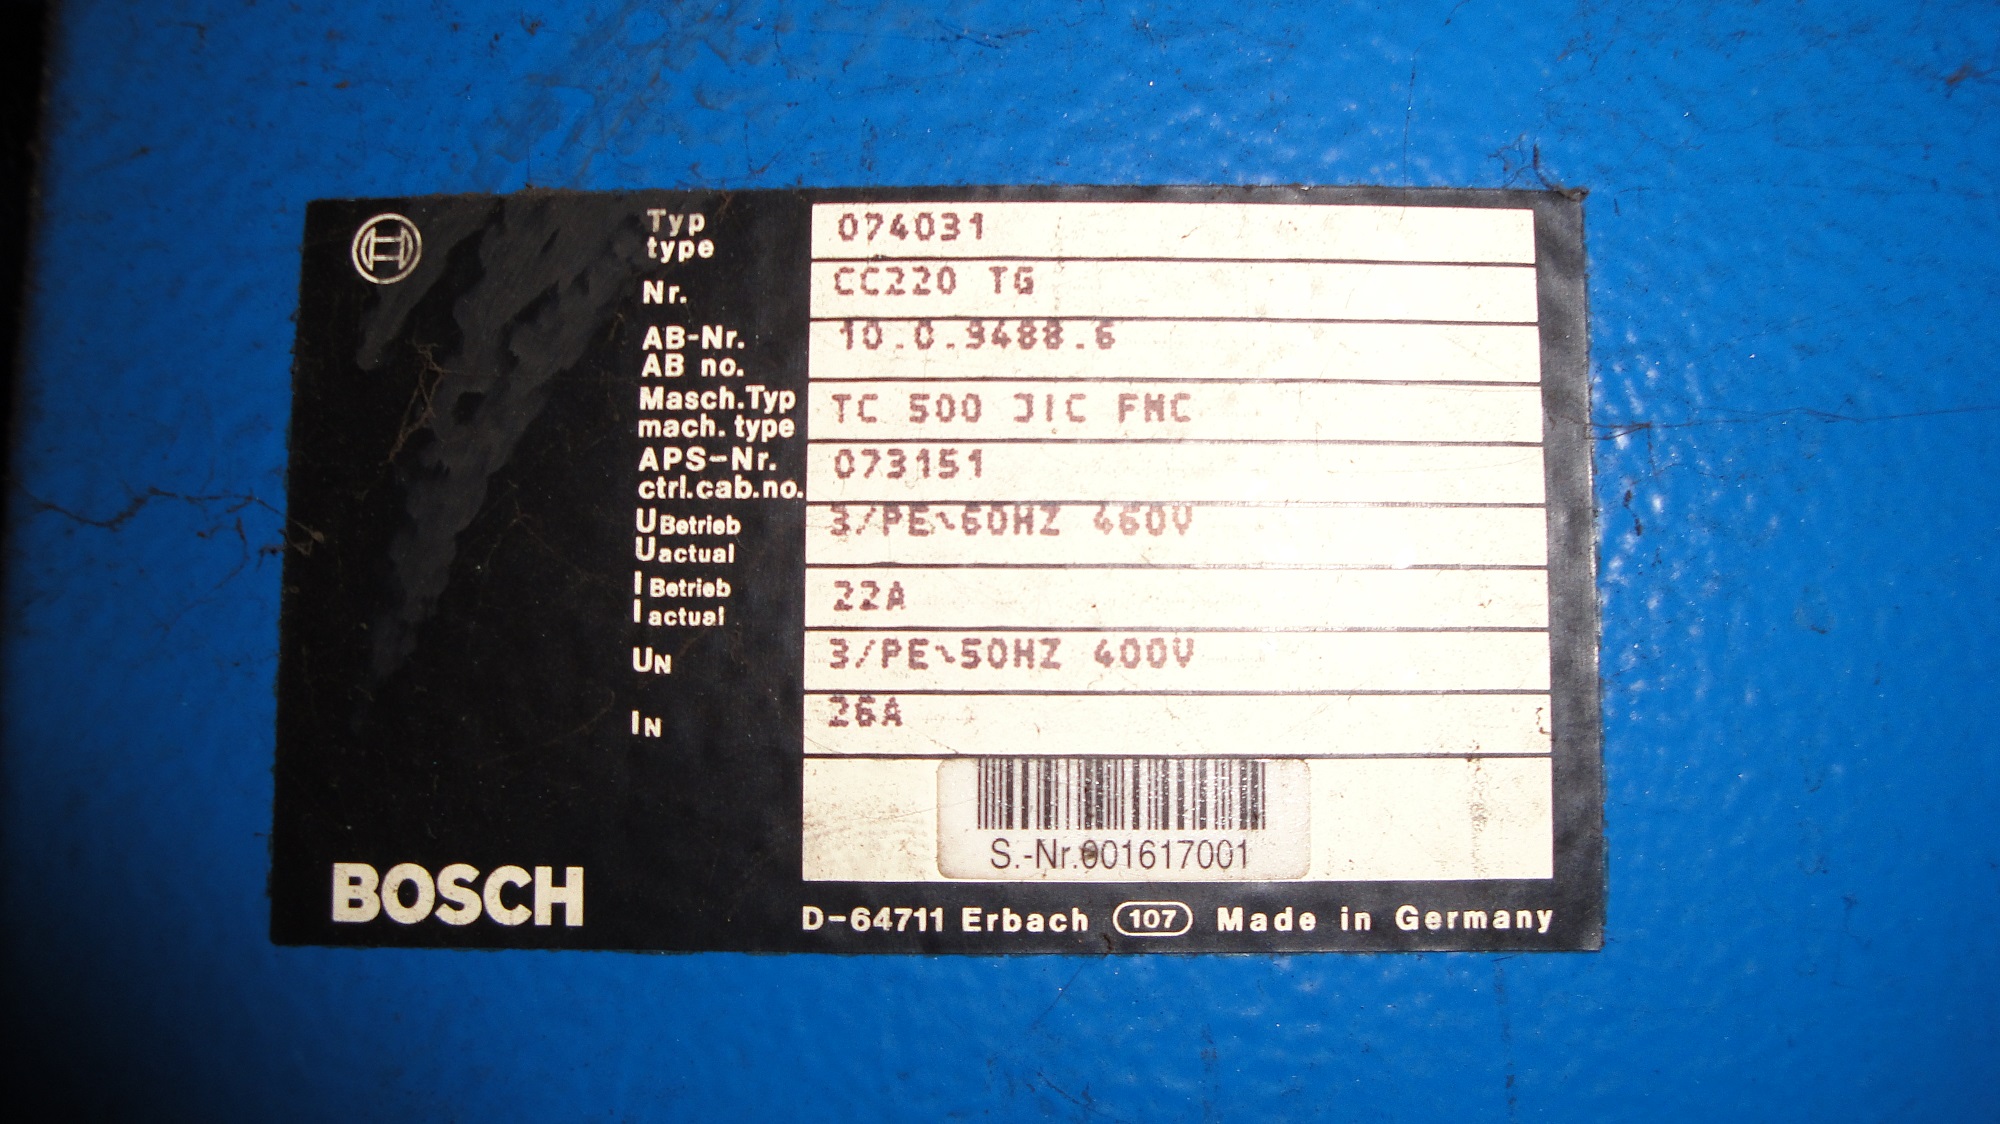 Typ 074031
type
Nr. CC220 TG
AB-Nr. 10.0.9488.6
AB no.
Masch.Typ TC 500 JIC FMC
mach. type
APS-Nr. 073151
ctrl.cab.no.
U Betrieb 3/PE~60HZ 460V
U actual
I Betrieb 22A
I actual
UN 3/PE~50HZ 400V
IN 26A
S.-Nr.001617001
BOSCH
D-64711 Erbach 107 Made in Germany